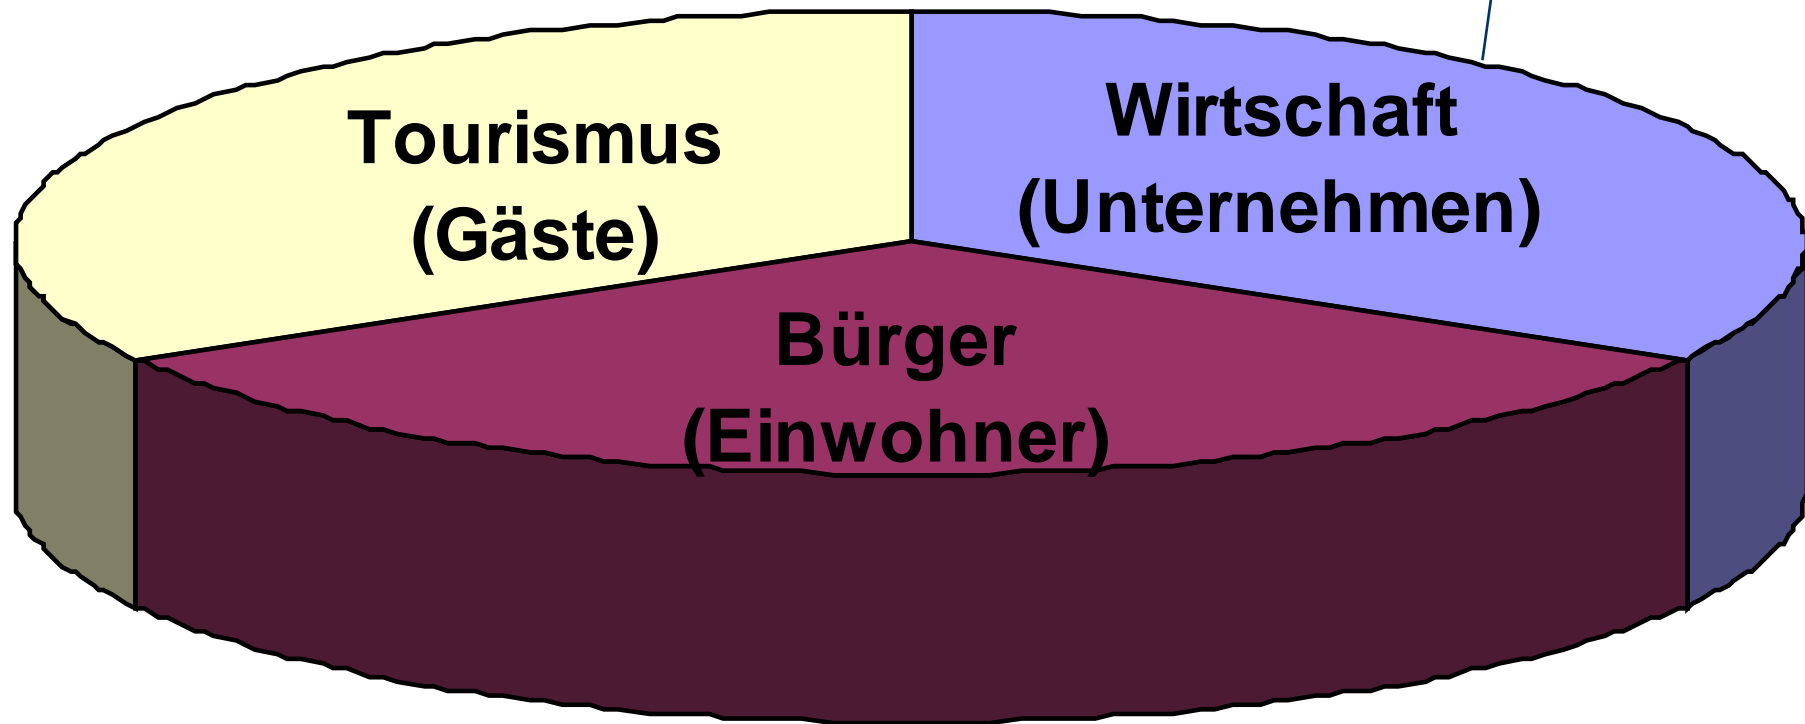 Tourismus
(Gäste)
Wirtschaft
(Unternehmen)
Bürger
(Einwohner)